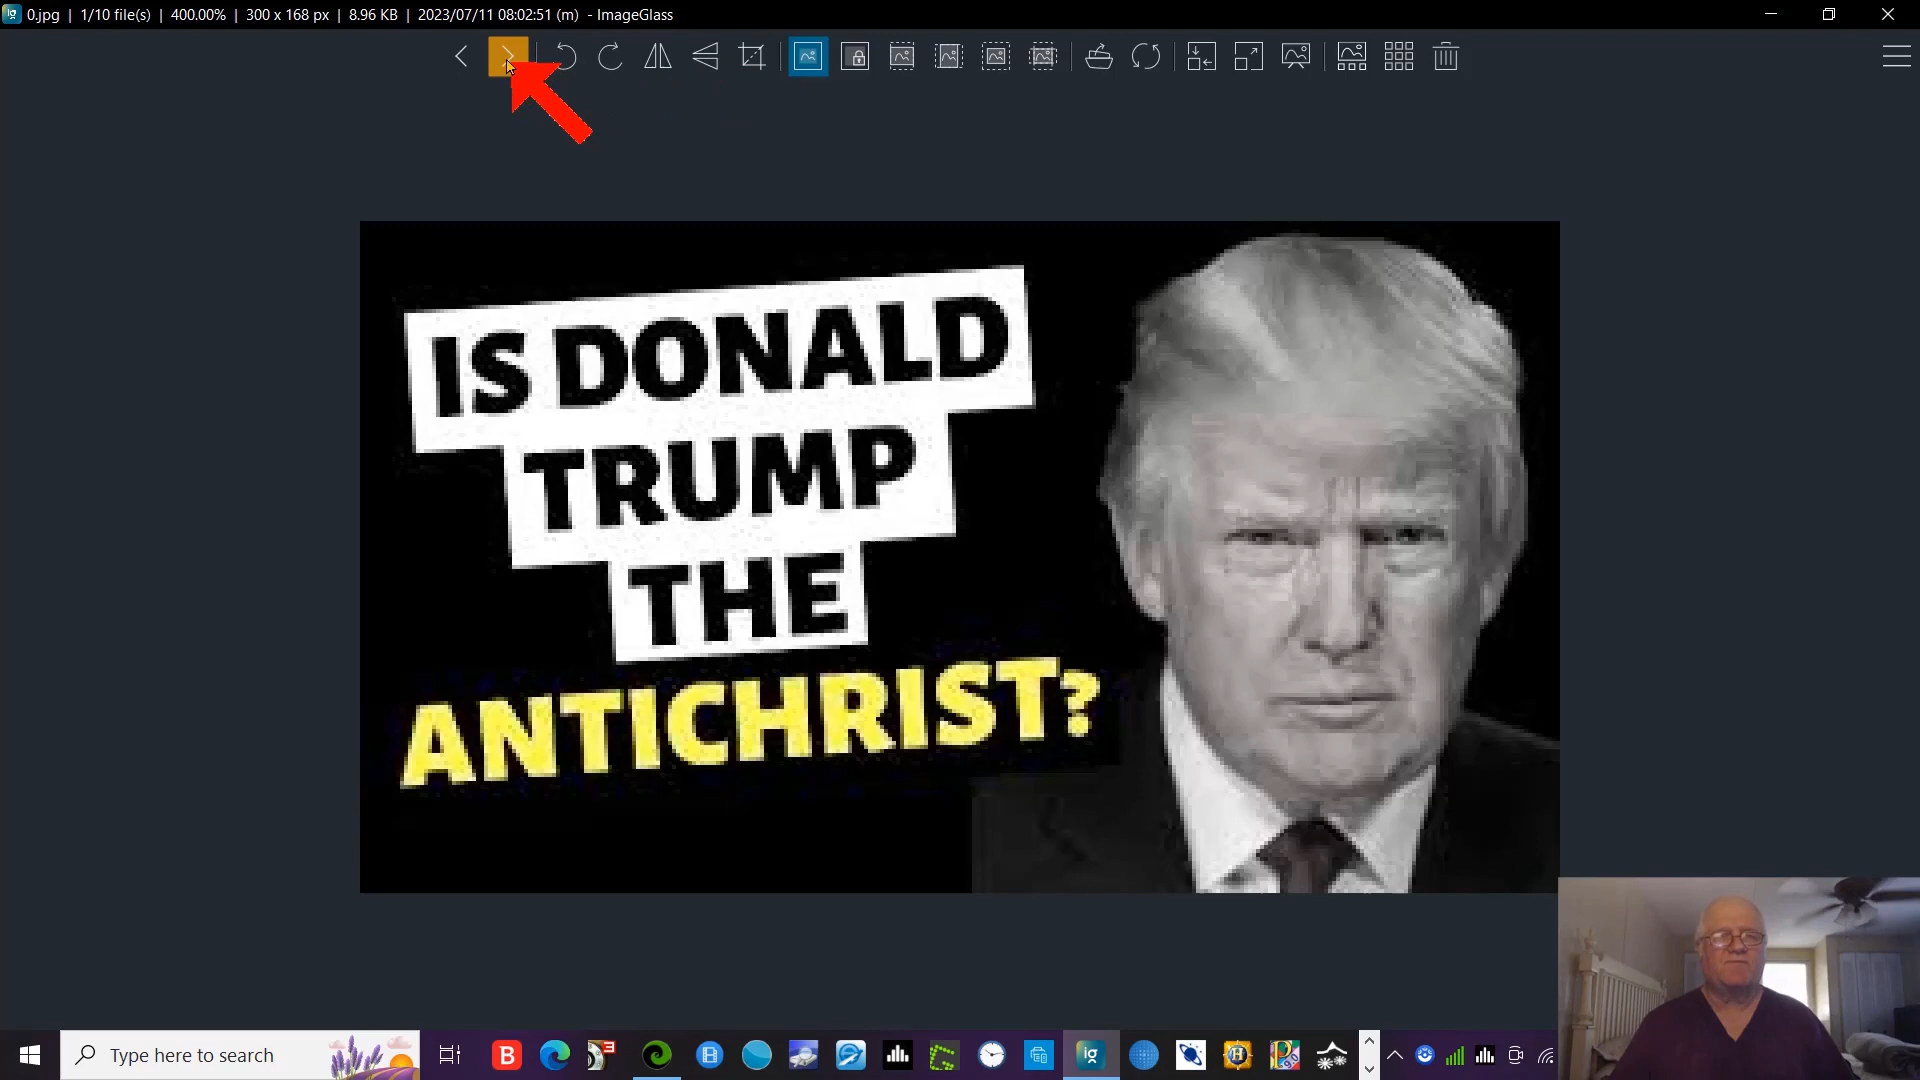 0.jpg | 1/10 file(s) | 400.00% | 300 x 168 px | 8.96 KB | 2023/07/11 08:02:51 (m) - ImageGlass
IS DONALD
TRUMP
THE
ANTICHRIST?
Type here to search